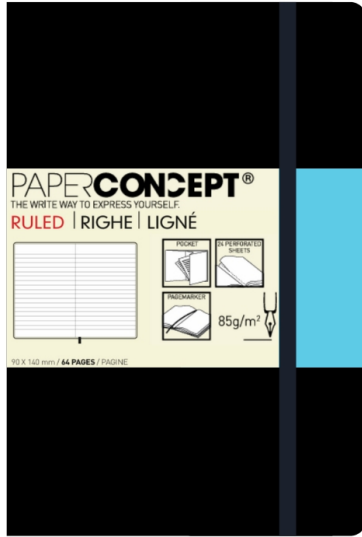 PAPERCONCEPT®
THE WRITE WAY TO EXPRESS YOURSELF.
RULED | RIGHE | LIGNÉ
POCKET
24 PERFORATED
SHEETS
PAGEMARKER
85g/m²
90 X 140 mm / 64 PAGES / PAGINE